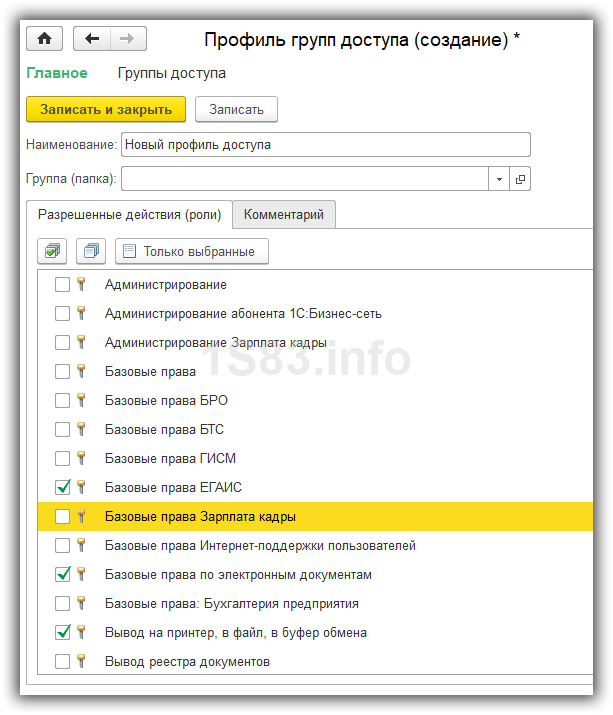 Профиль групп доступа (создание) *
Главное Группы доступа
Записать и закрыть Записать
Наименование: Новый профиль доступа
Группа (папка):
Разрешенные действия (роли) Комментарий
Только выбранные
Администрирование
Администрирование абонента 1С:Бизнес-сеть
Администрирование Зарплата кадры
1S83.info
Базовые права
Базовые права БРО
Базовые права БТС
Базовые права ГИСМ
Базовые права ЕГАИС
Базовые права Зарплата кадры
Базовые права Интернет-поддержки пользователей
Базовые права по электронным документам
Базовые права: Бухгалтерия предприятия
Вывод на принтер, в файл, в буфер обмена
Вывод реестра документов